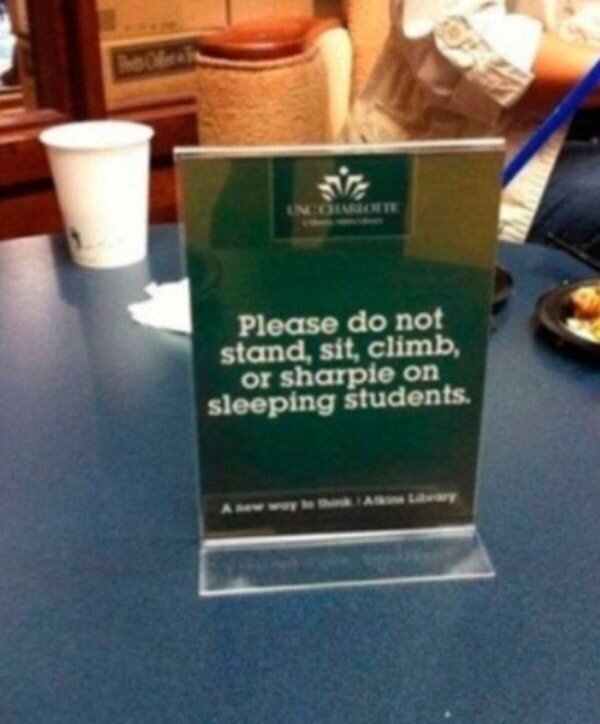 UNC CHARLOTTE
Please do not
stand, sit, climb,
or sharpie on
sleeping students.
A new way to think. | Atkins Library